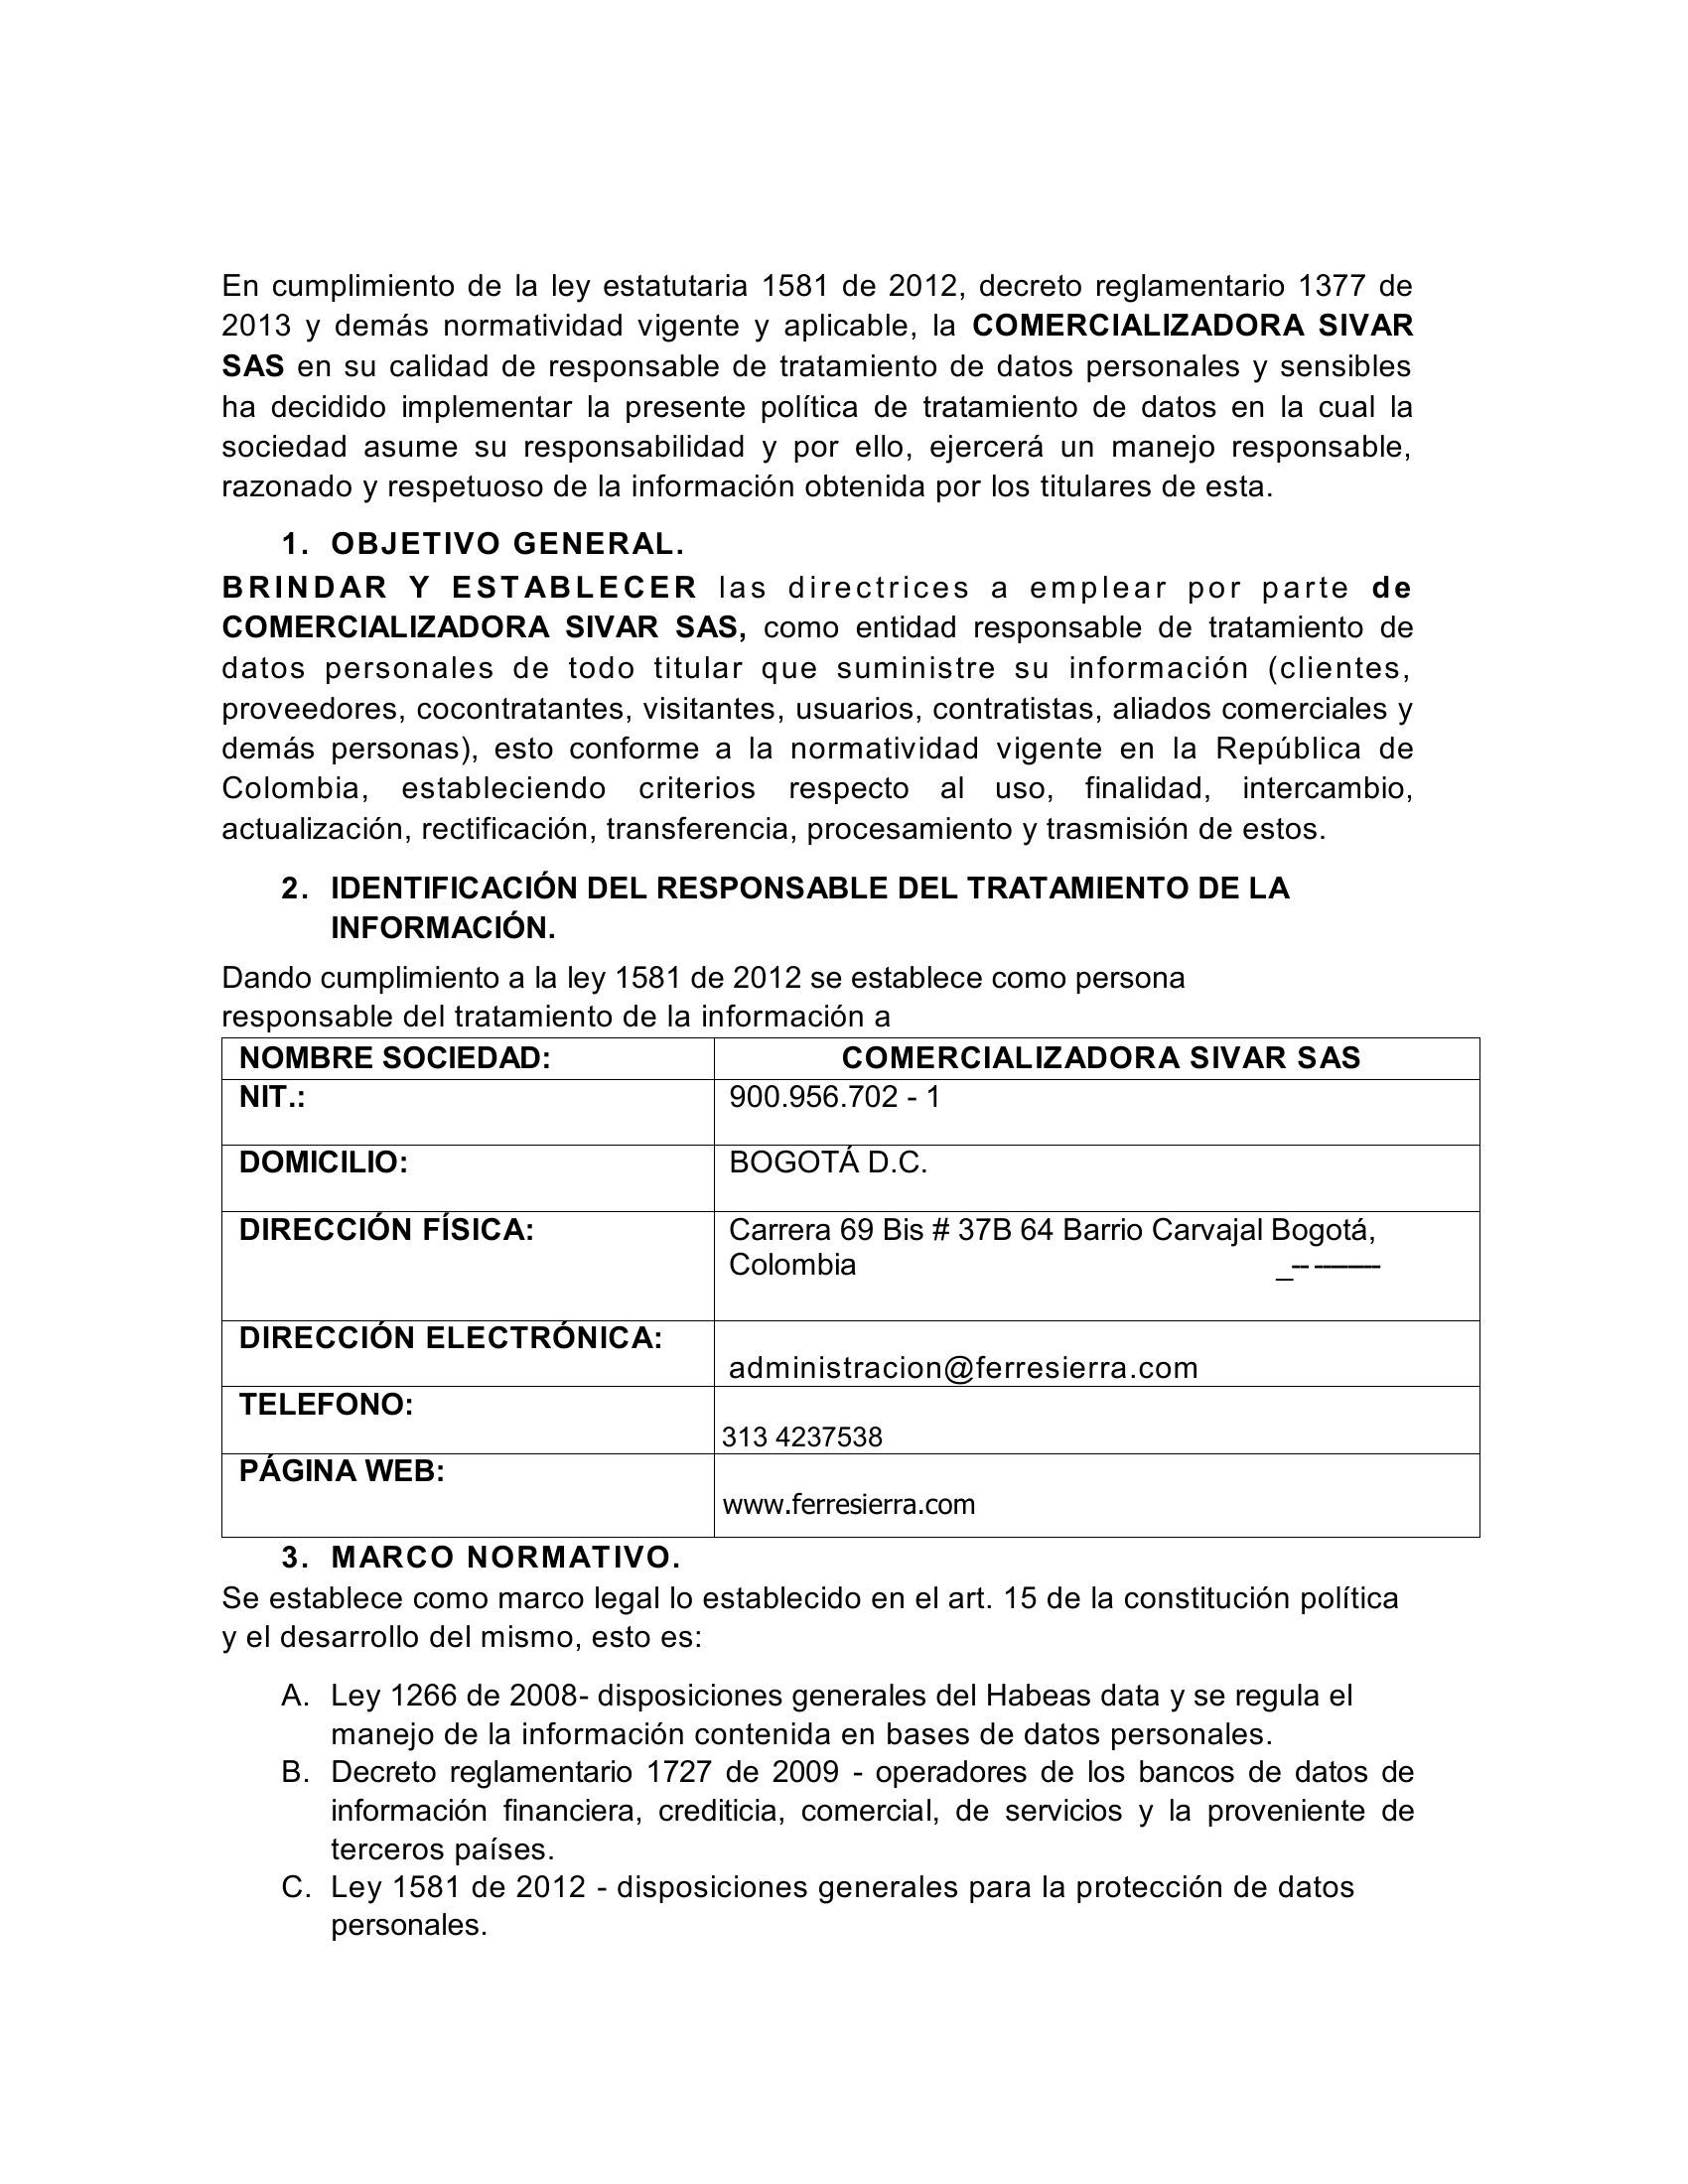 En cumplimiento de la ley estatutaria 1581 de 2012, decreto reglamentario 1377 de
2013 y demás normatividad vigente y aplicable, la COMERCIALIZADORA SIVAR
SAS en su calidad de responsable de tratamiento de datos personales y sensibles
ha decidido implementar la presente política de tratamiento de datos en la cual la
sociedad asume su responsabilidad y por ello, ejercerá un manejo responsable,
razonado y respetuoso de la información obtenida por los titulares de esta.
1. OBJETIVO GENERAL.
BRINDAR Y ESTABLECER las directrices a emplear por parte de
COMERCIALIZADORA SIVAR SAS, como entidad responsable de tratamiento de
datos personales de todo titular que suministre su información (clientes,
proveedores, cocontratantes, visitantes, usuarios, contratistas, aliados comerciales y
demás personas), esto conforme a la normatividad vigente en la República de
Colombia, estableciendo criterios respecto al uso, finalidad, intercambio,
actualización, rectificación, transferencia, procesamiento y trasmisión de estos.
2. IDENTIFICACIÓN DEL RESPONSABLE DEL TRATAMIENTO DE LA
INFORMACIÓN.
Dando cumplimiento a la ley 1581 de 2012 se establece como persona
responsable del tratamiento de la información a
NOMBRE SOCIEDAD: COMERCIALIZADORA SIVAR SAS
NIT.: 900.956.702 - 1
DOMICILIO: BOGOTÁ D.C.
DIRECCIÓN FÍSICA: Carrera 69 Bis # 37B 64 Barrio Carvajal Bogotá,
Colombia _-- --------
DIRECCIÓN ELECTRÓNICA:
administracion@ferresierra.com
TELEFONO:
313 4237538
PÁGINA WEB:
www.ferresierra.com
3. MARCO NORMATIVO.
Se establece como marco legal lo establecido en el art. 15 de la constitución política
y el desarrollo del mismo, esto es:
A. Ley 1266 de 2008- disposiciones generales del Habeas data y se regula el
manejo de la información contenida en bases de datos personales.
B. Decreto reglamentario 1727 de 2009 - operadores de los bancos de datos de
información financiera, crediticia, comercial, de servicios y la proveniente de
terceros países.
C. Ley 1581 de 2012 - disposiciones generales para la protección de datos
personales.